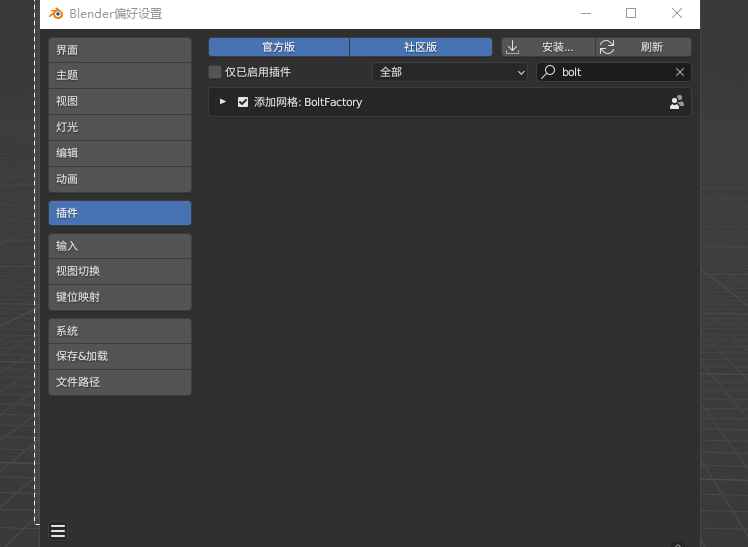 Blender偏好设置
界面
主题
视图
灯光
编辑
动画
插件
输入
视图切换
键位映射
系统
保存&加载
文件路径
官方版 社区版 安装... 刷新
仅已启用插件 全部 bolt
添加网格: BoltFactory